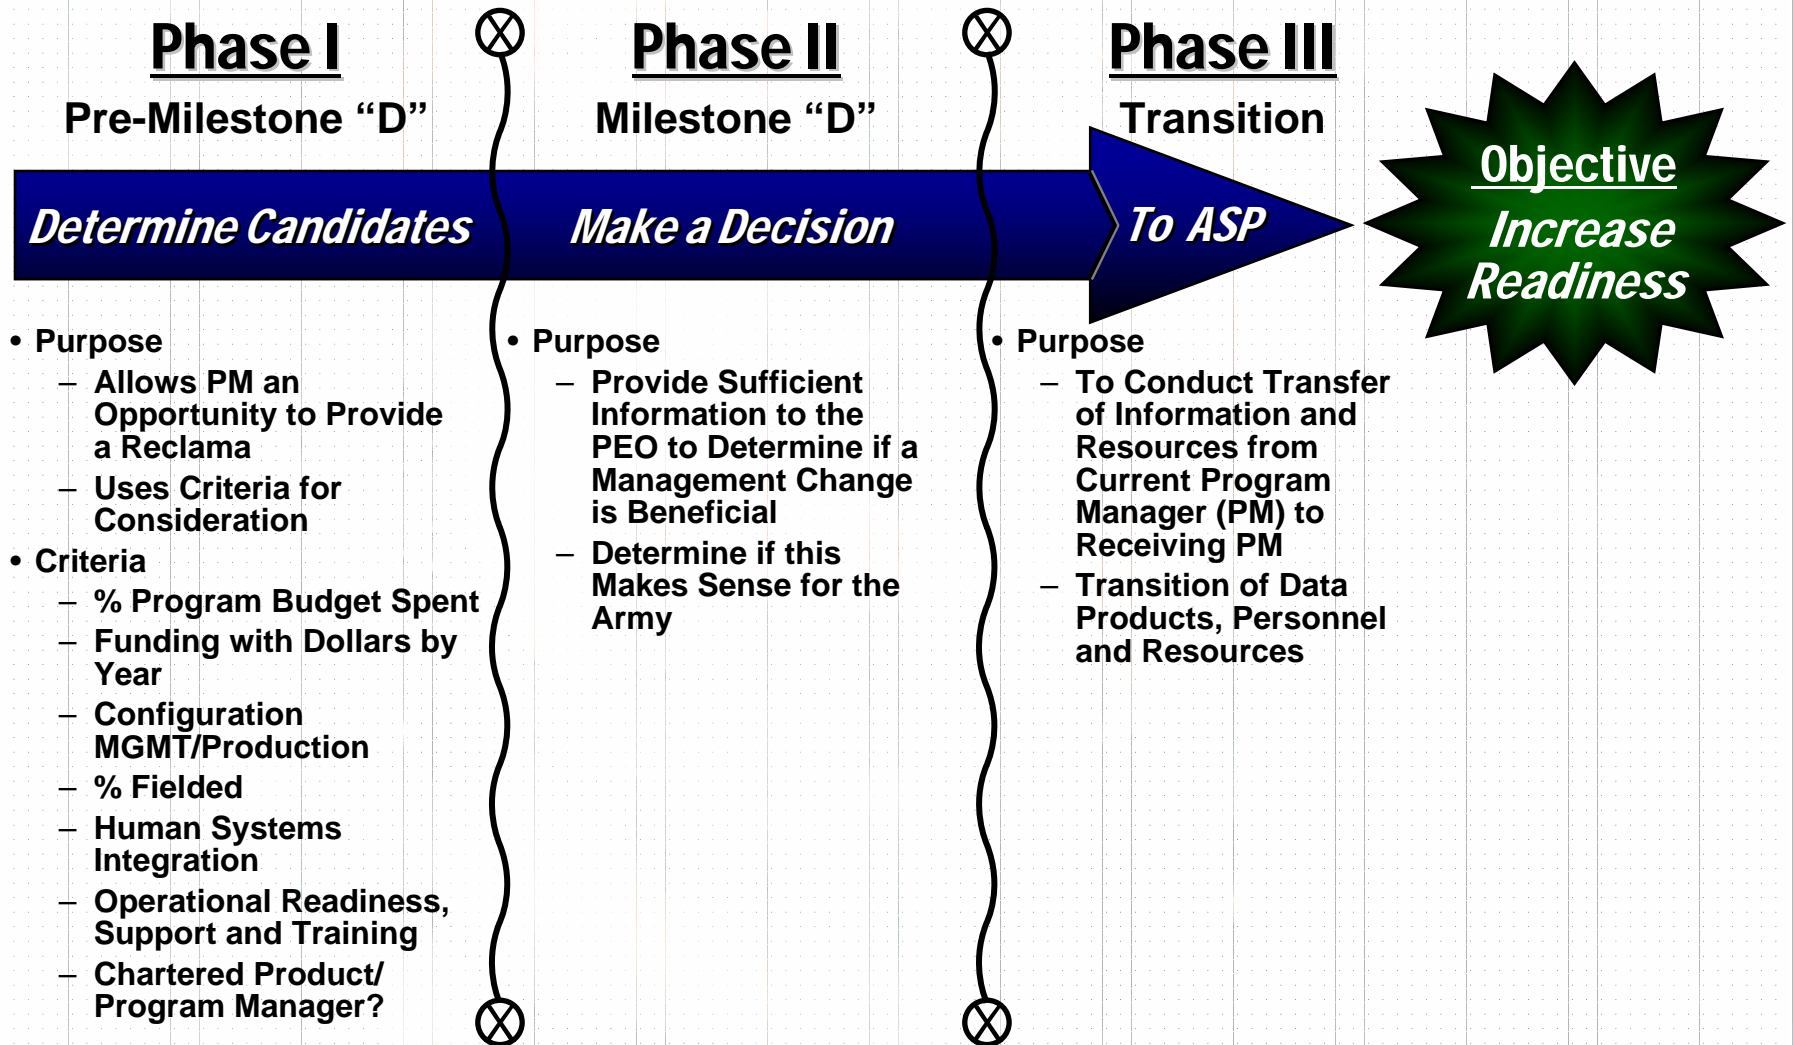 Phase I
Pre-Milestone “D”
Determine Candidates
• Purpose
– Allows PM an
Opportunity to Provide
a Reclama
– Uses Criteria for
Consideration
• Criteria
– % Program Budget Spent
– Funding with Dollars by
Year
– Configuration
MGMT/Production
– % Fielded
– Human Systems
Integration
– Operational Readiness,
Support and Training
– Chartered Product/
Program Manager?
Phase II
Milestone “D”
Make a Decision
• Purpose
– Provide Sufficient
Information to the
PEO to Determine if a
Management Change
is Beneficial
– Determine if this
Makes Sense for the
Army
Phase III
Transition
To ASP
• Purpose
– To Conduct Transfer
of Information and
Resources from
Current Program
Manager (PM) to
Receiving PM
– Transition of Data
Products, Personnel
and Resources
Objective
Increase
Readiness